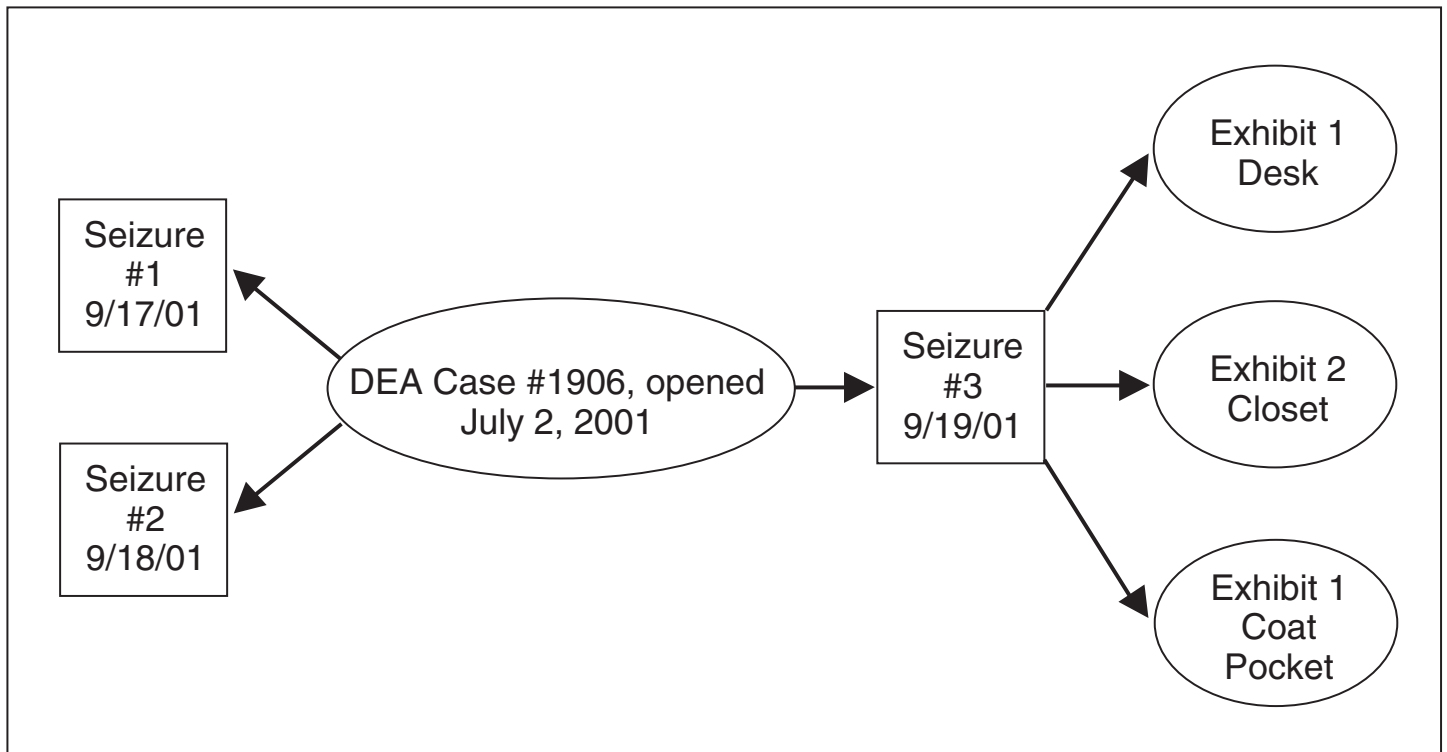 Seizure
#1
9/17/01
Seizure
#2
9/18/01
DEA Case #1906, opened
July 2, 2001
Seizure
#3
9/19/01
Exhibit 1
Desk
Exhibit 2
Closet
Exhibit 1
Coat
Pocket